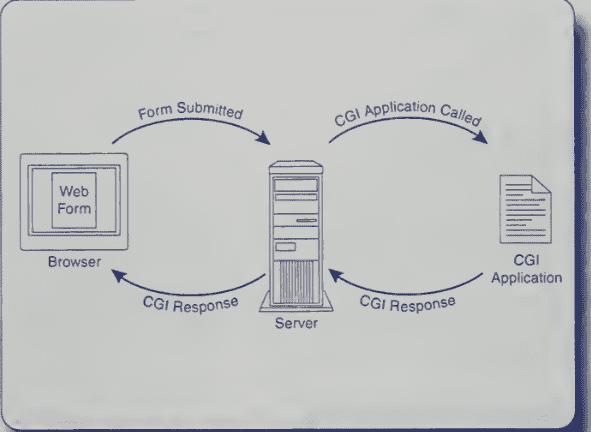 Form Submitted
CGI Application Called
Web
Form
Browser
CGI Response
Server
CGI Response
CGI
Application